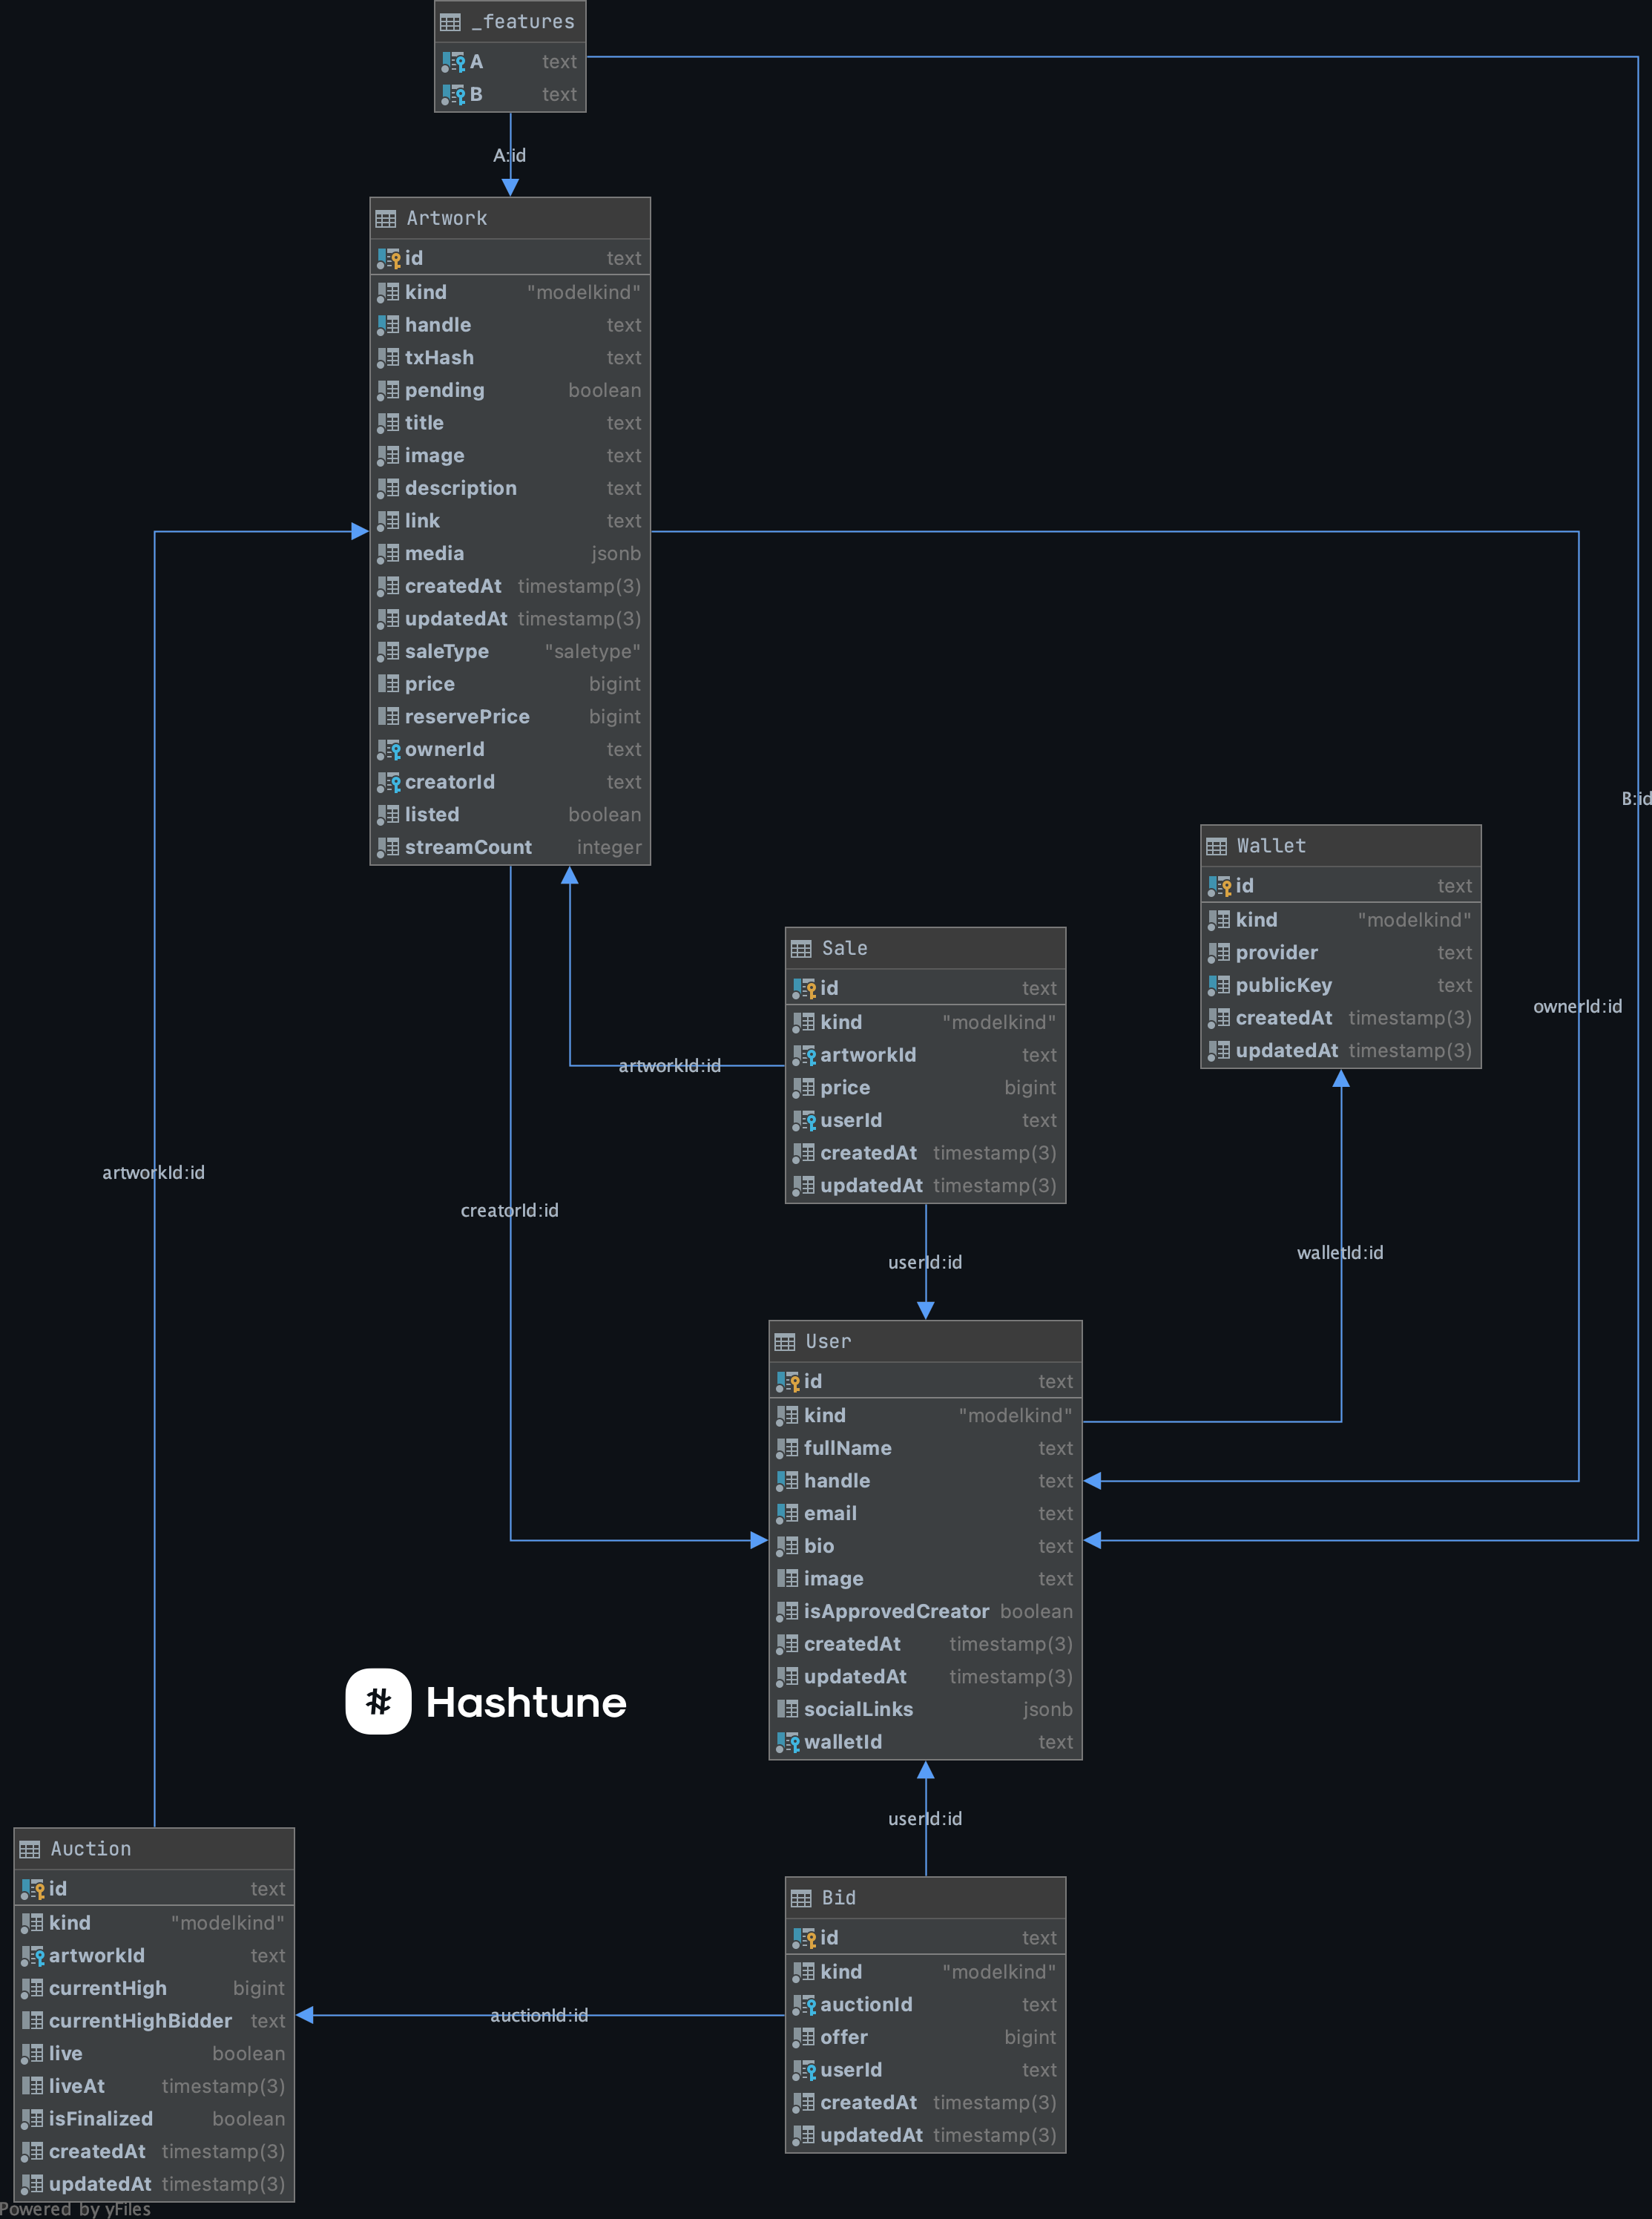 _features
A text
B text
A:id
Artwork
id text
kind "modelkind"
handle text
txHash text
pending boolean
title text
image text
description text
link text
media jsonb
createdAt timestamp(3)
updatedAt timestamp(3)
saleType "saletype"
price bigint
reservePrice bigint
ownerId text
creatorId text
listed boolean
streamCount integer
B:id
Wallet
id text
kind "modelkind"
provider text
publicKey text
createdAt timestamp(3)
updatedAt timestamp(3)
ownerId:id
Sale
id text
kind "modelkind"
artworkId text
price bigint
userId text
createdAt timestamp(3)
updatedAt timestamp(3)
artworkId:id
artworkId:id
creatorId:id
userId:id
walletId:id
User
id text
kind "modelkind"
fullName text
handle text
email text
bio text
image text
isApprovedCreator boolean
createdAt timestamp(3)
updatedAt timestamp(3)
socialLinks jsonb
walletId text
# Hashtune
userId:id
Auction
id text
kind "modelkind"
artworkId text
currentHigh bigint
currentHighBidder text
live boolean
liveAt timestamp(3)
isFinalized boolean
createdAt timestamp(3)
updatedAt timestamp(3)
auctionId:id
Bid
id text
kind "modelkind"
auctionId text
offer bigint
userId text
createdAt timestamp(3)
updatedAt timestamp(3)
Powered by yFiles